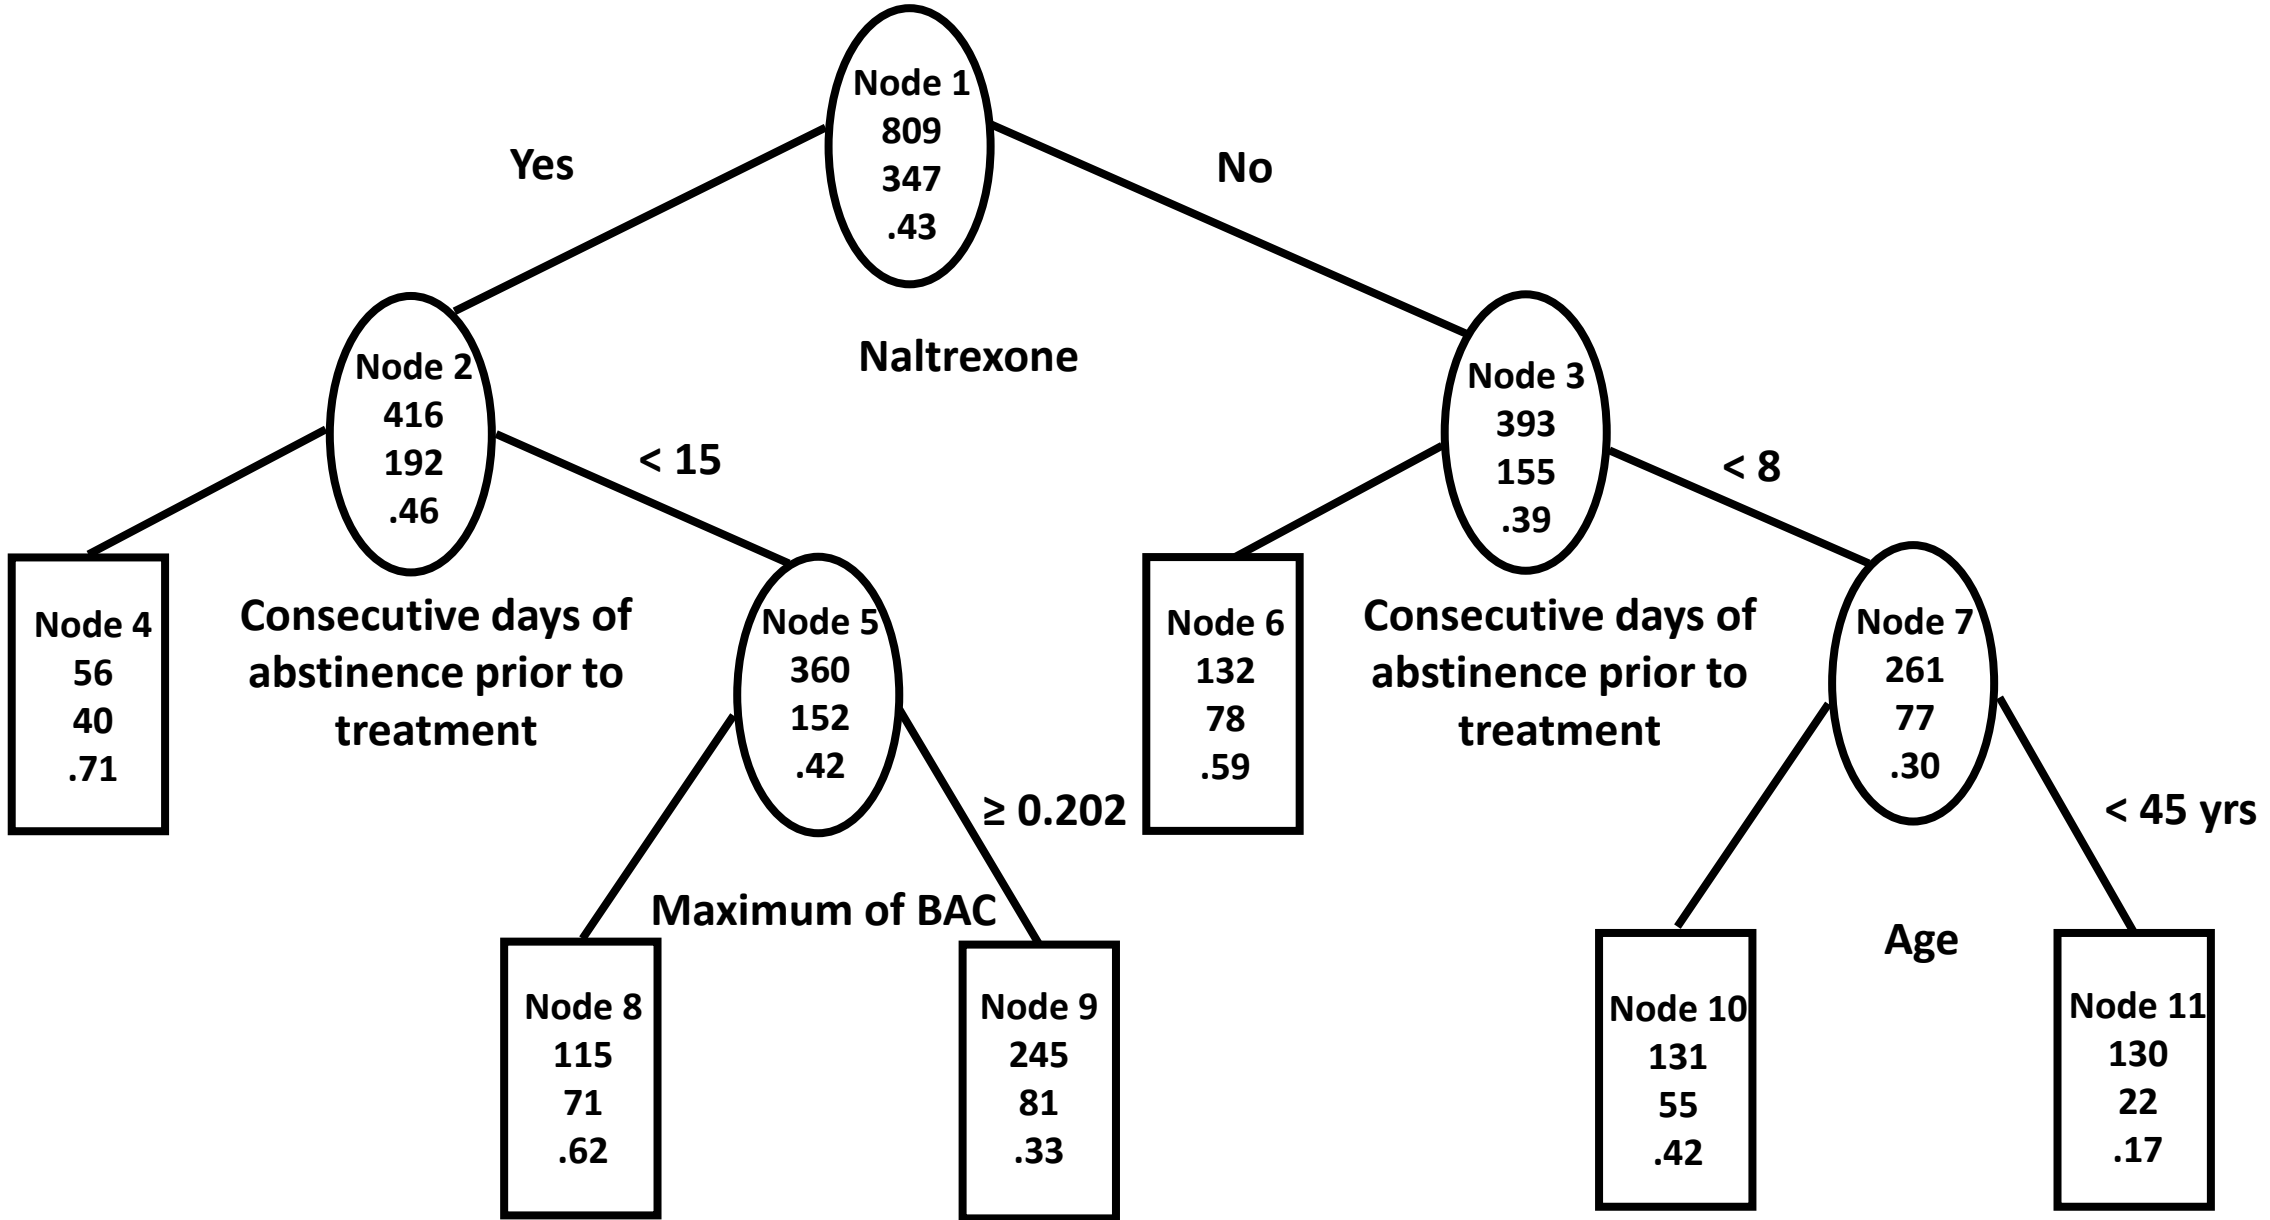 Node 1
809
347
.43
Yes
No
Naltrexone
Node 2
416
192
.46
< 15
Node 3
393
155
.39
< 8
Node 4
56
40
.71
Consecutive days of
abstinence prior to
treatment
Node 5
360
152
.42
≥ 0.202
Node 6
132
78
.59
Consecutive days of
abstinence prior to
treatment
Node 7
261
77
.30
< 45 yrs
Maximum of BAC
Age
Node 8
115
71
.62
Node 9
245
81
.33
Node 10
131
55
.42
Node 11
130
22
.17